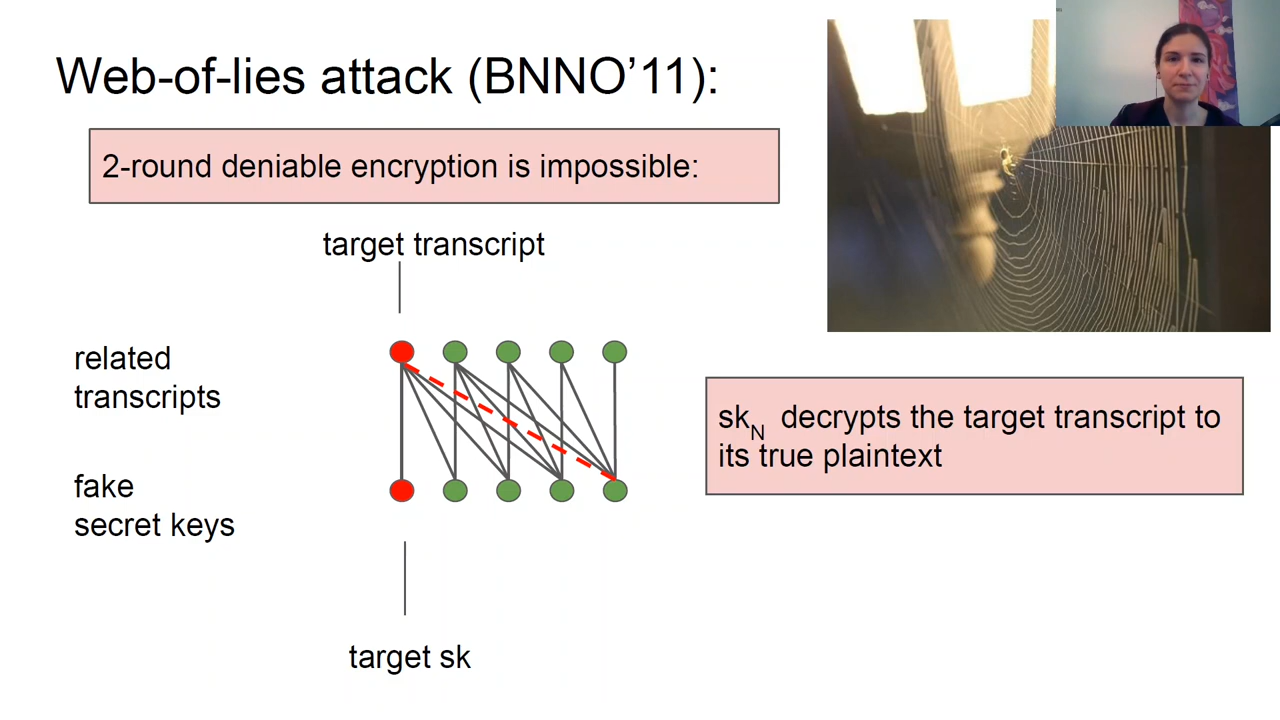 Web-of-lies attack (BNNO’11):
2-round deniable encryption is impossible:
target transcript
related
transcripts
fake
secret keys
sk_N decrypts the target transcript to
its true plaintext
target sk